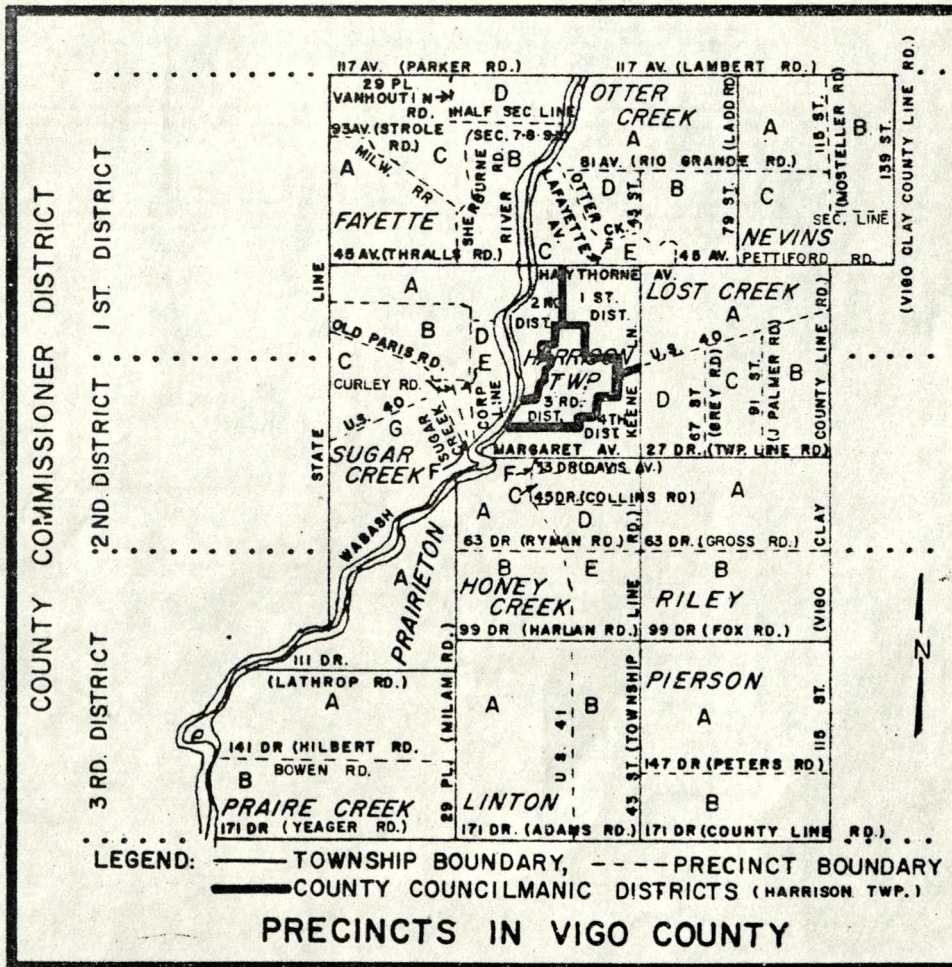 117 AV. (PARKER RD.)
117 AV. (LAMBERT RD.)
29 PL.
VANHOUTIN
RD.
D
HALF SEC. LINE
93 AV. (STROLE
RD.)
(SEC. 7-8-9)
A
C
B
MILW. RR
SHERBURNE RD.
RIVER
FAYETTE
45 AV. (THRALLS RD.)
OTTER
CREEK
A
81 AV. (RIO GRANDE RD.)
D
B
OTTER
CK
LAFAYETTE
AV.
43 ST.
C
E
45 AV.
79 ST (LADD RD)
A
115 ST.
(MOSTELLER RD)
B
139 ST.
C
SEC. LINE
NEVINS
PETTIFORD RD.
(VIGO CLAY COUNTY LINE RD.)
COUNTY COMMISSIONER DISTRICT
1 ST. DISTRICT
2ND. DISTRICT
3 RD. DISTRICT
STATE LINE
A
B
OLD PARIS RD
C
CURLEY RD.
D
E
CORP LINE
U.S. 40
G
SUGAR
CREEK
SUGAR
CREEK
F
HAYTHORNE AV.
2 ND
DIST.
1 ST.
DIST.
HARRISON
TWP
3 RD.
DIST.
4TH
DIST.
KEENE LN.
MARGARET AV.
LOST CREEK
A
U.S. 40
D
67 ST
(GREY RD)
C
91 ST
(J PALMER RD)
B
27 DR. (TWP. LINE RD)
(VIGO CLAY COUNTY LINE RD.)
WABASH
A
PRAIRIETON
111 DR.
(LATHROP RD.)
F
33 DR (DAVIS AV.)
C
45 DR. (COLLINS RD)
A
D
63 DR (RYMAN RD.)
B
E
HONEY
CREEK
99 DR (HARLAN RD.)
A
63 DR. (GROSS RD.)
B
RILEY
99 DR (FOX RD.)
N
A
141 DR (HILBERT RD.
BOWEN RD.
B
PRAIRE CREEK
171 DR (YEAGER RD.)
29 PL. (MILAM RD.)
A
U S 41
B
LINTON
171 DR. (ADAMS RD.)
43 ST (TOWNSHIP LINE RD.)
PIERSON
A
115 ST.
147 DR (PETERS RD)
B
171 DR (COUNTY LINE RD.)
LEGEND: TOWNSHIP BOUNDARY, PRECINCT BOUNDARY
COUNTY COUNCILMANIC DISTRICTS (HARRISON TWP.)
PRECINCTS IN VIGO COUNTY